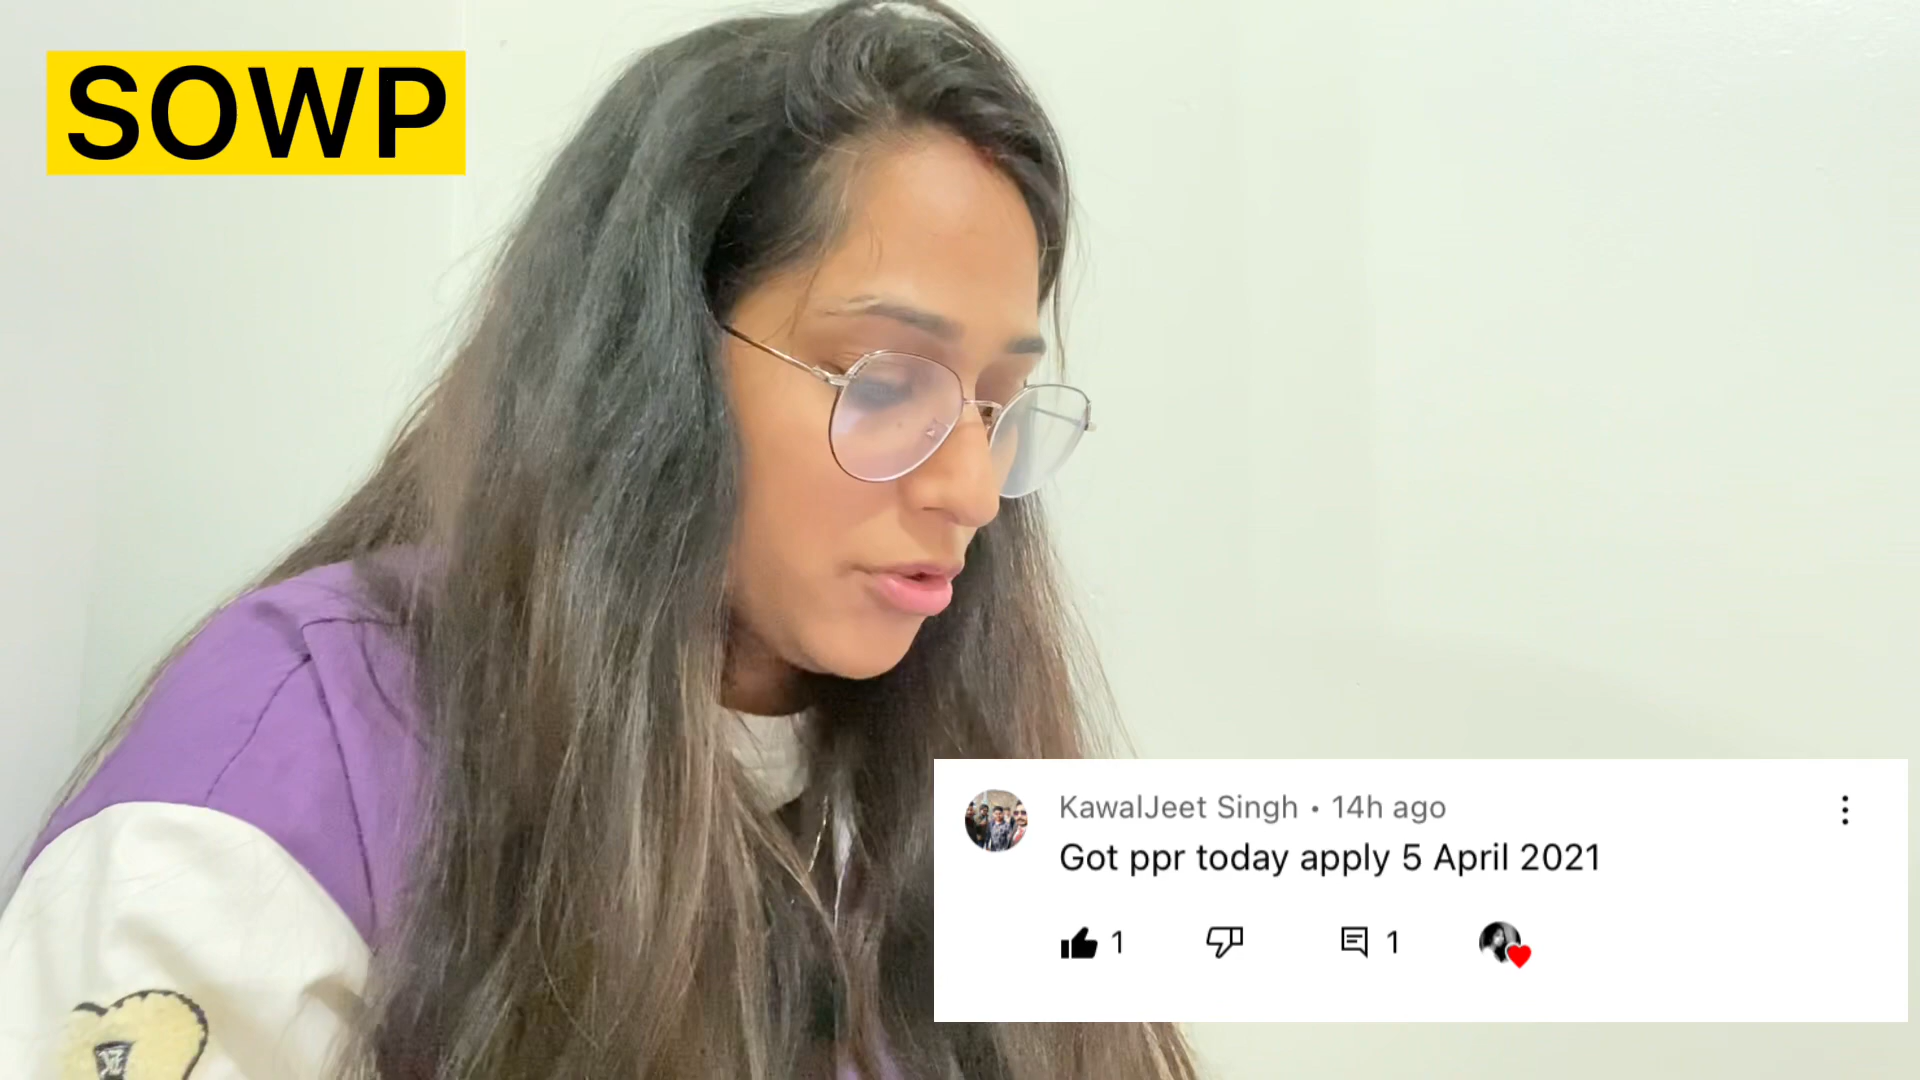 SOWP
KawalJeet Singh • 14h ago
Got ppr today apply 5 April 2021
1
1